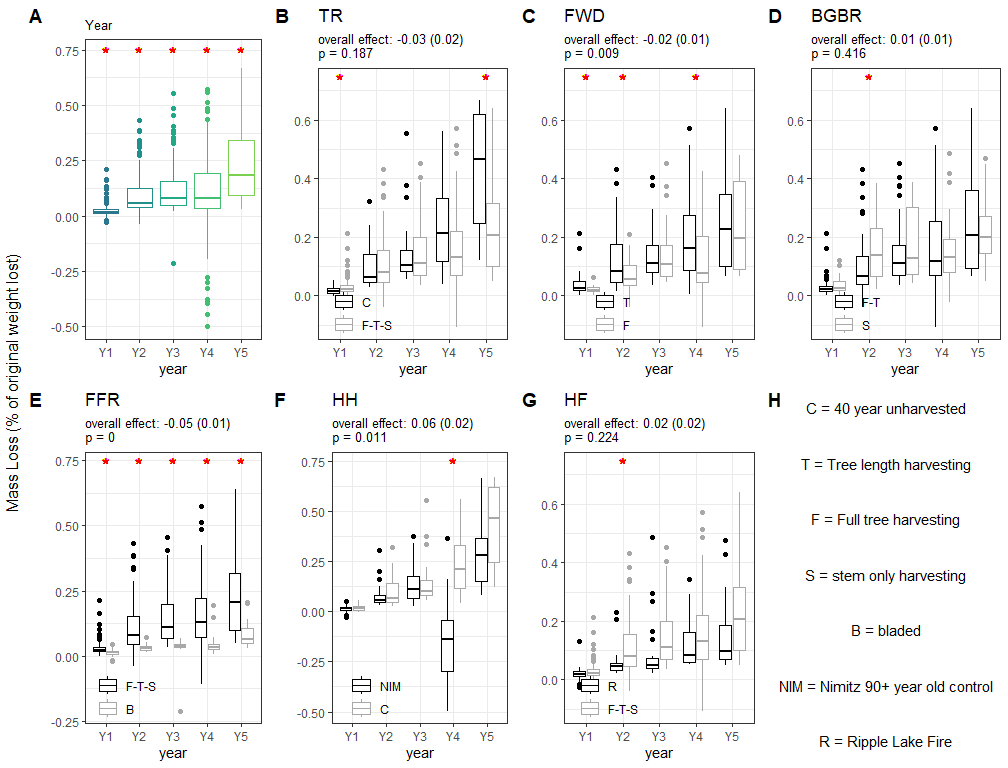 Mass Loss (% of original weight lost)
A
Year
* * * * *
0.75
0.50
0.25
0.00
-0.25
-0.50
Y1 Y2 Y3 Y4 Y5
year
B TR
overall effect: -0.03 (0.02)
p = 0.187
* *
0.6
0.4
0.2
0.0
C
F-T-S
Y1 Y2 Y3 Y4 Y5
year
C FWD
overall effect: -0.02 (0.01)
p = 0.009
* * *
0.6
0.4
0.2
0.0
T
F
Y1 Y2 Y3 Y4 Y5
year
D BGBR
overall effect: 0.01 (0.01)
p = 0.416
*
0.6
0.4
0.2
0.0
F-T
S
Y1 Y2 Y3 Y4 Y5
year
E FFR
overall effect: -0.05 (0.01)
p = 0
* * * * *
0.75
0.50
0.25
0.00
-0.25
F-T-S
B
Y1 Y2 Y3 Y4 Y5
year
F HH
overall effect: 0.06 (0.02)
p = 0.011
*
0.75
0.50
0.25
0.00
-0.25
-0.50
NIM
C
Y1 Y2 Y3 Y4 Y5
year
G HF
overall effect: 0.02 (0.02)
p = 0.224
*
0.6
0.4
0.2
0.0
R
F-T-S
Y1 Y2 Y3 Y4 Y5
year
H
C = 40 year unharvested
T = Tree length harvesting
F = Full tree harvesting
S = stem only harvesting
B = bladed
NIM = Nimitz 90+ year old control
R = Ripple Lake Fire